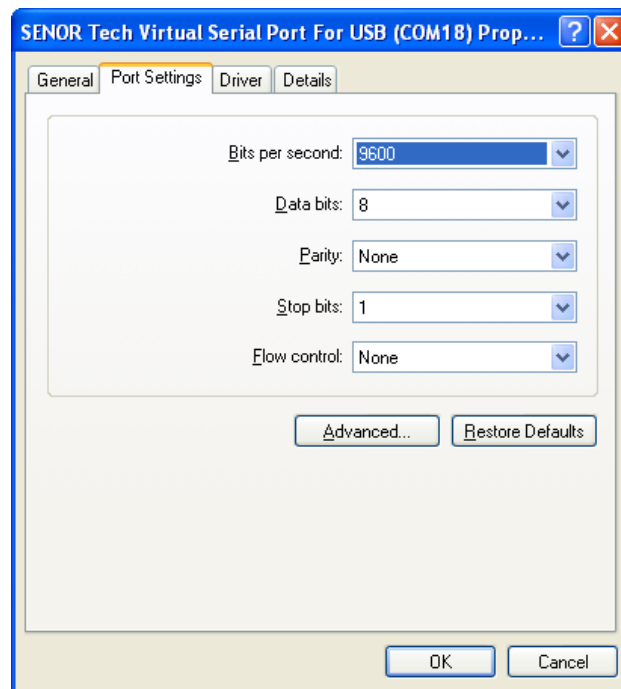 SENOR Tech Virtual Serial Port For USB (COM18) Prop...
General Port Settings Driver Details
Bits per second: 9600
Data bits: 8
Parity: None
Stop bits: 1
Flow control: None
Advanced... Restore Defaults
OK Cancel